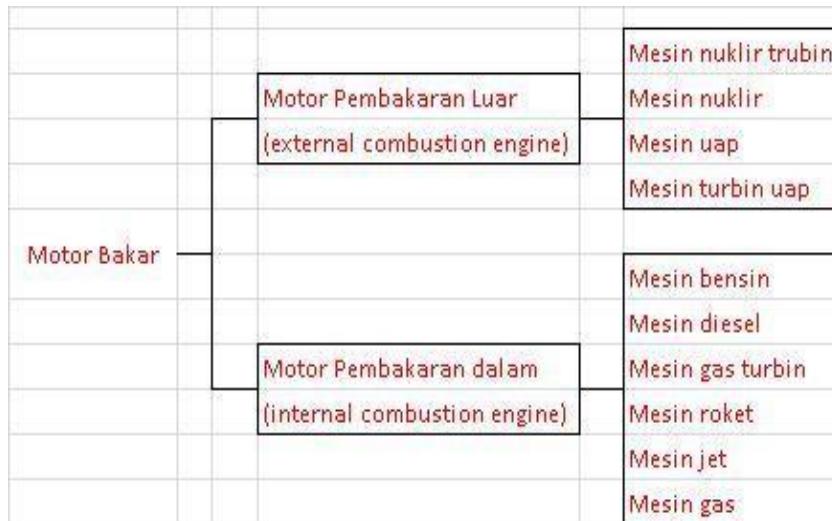 Motor Bakar
Motor Pembakaran Luar
(external combustion engine)
Mesin nuklir trubin
Mesin nuklir
Mesin uap
Mesin turbin uap
Motor Pembakaran dalam
(internal combustion engine)
Mesin bensin
Mesin diesel
Mesin gas turbin
Mesin roket
Mesin jet
Mesin gas